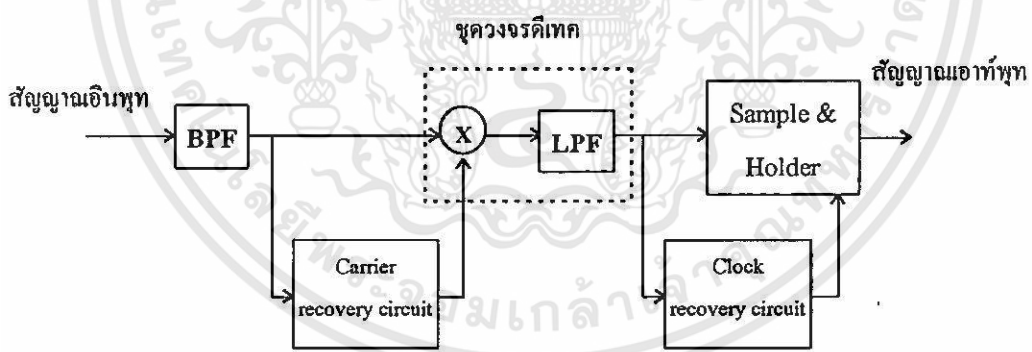 ชุดวงจรดีเทค
สัญญาณอินพุท
สัญญาณเอาท์พุท
BPF
X
LPF
Sample &
Holder
Carrier
recovery circuit
Clock
recovery circuit